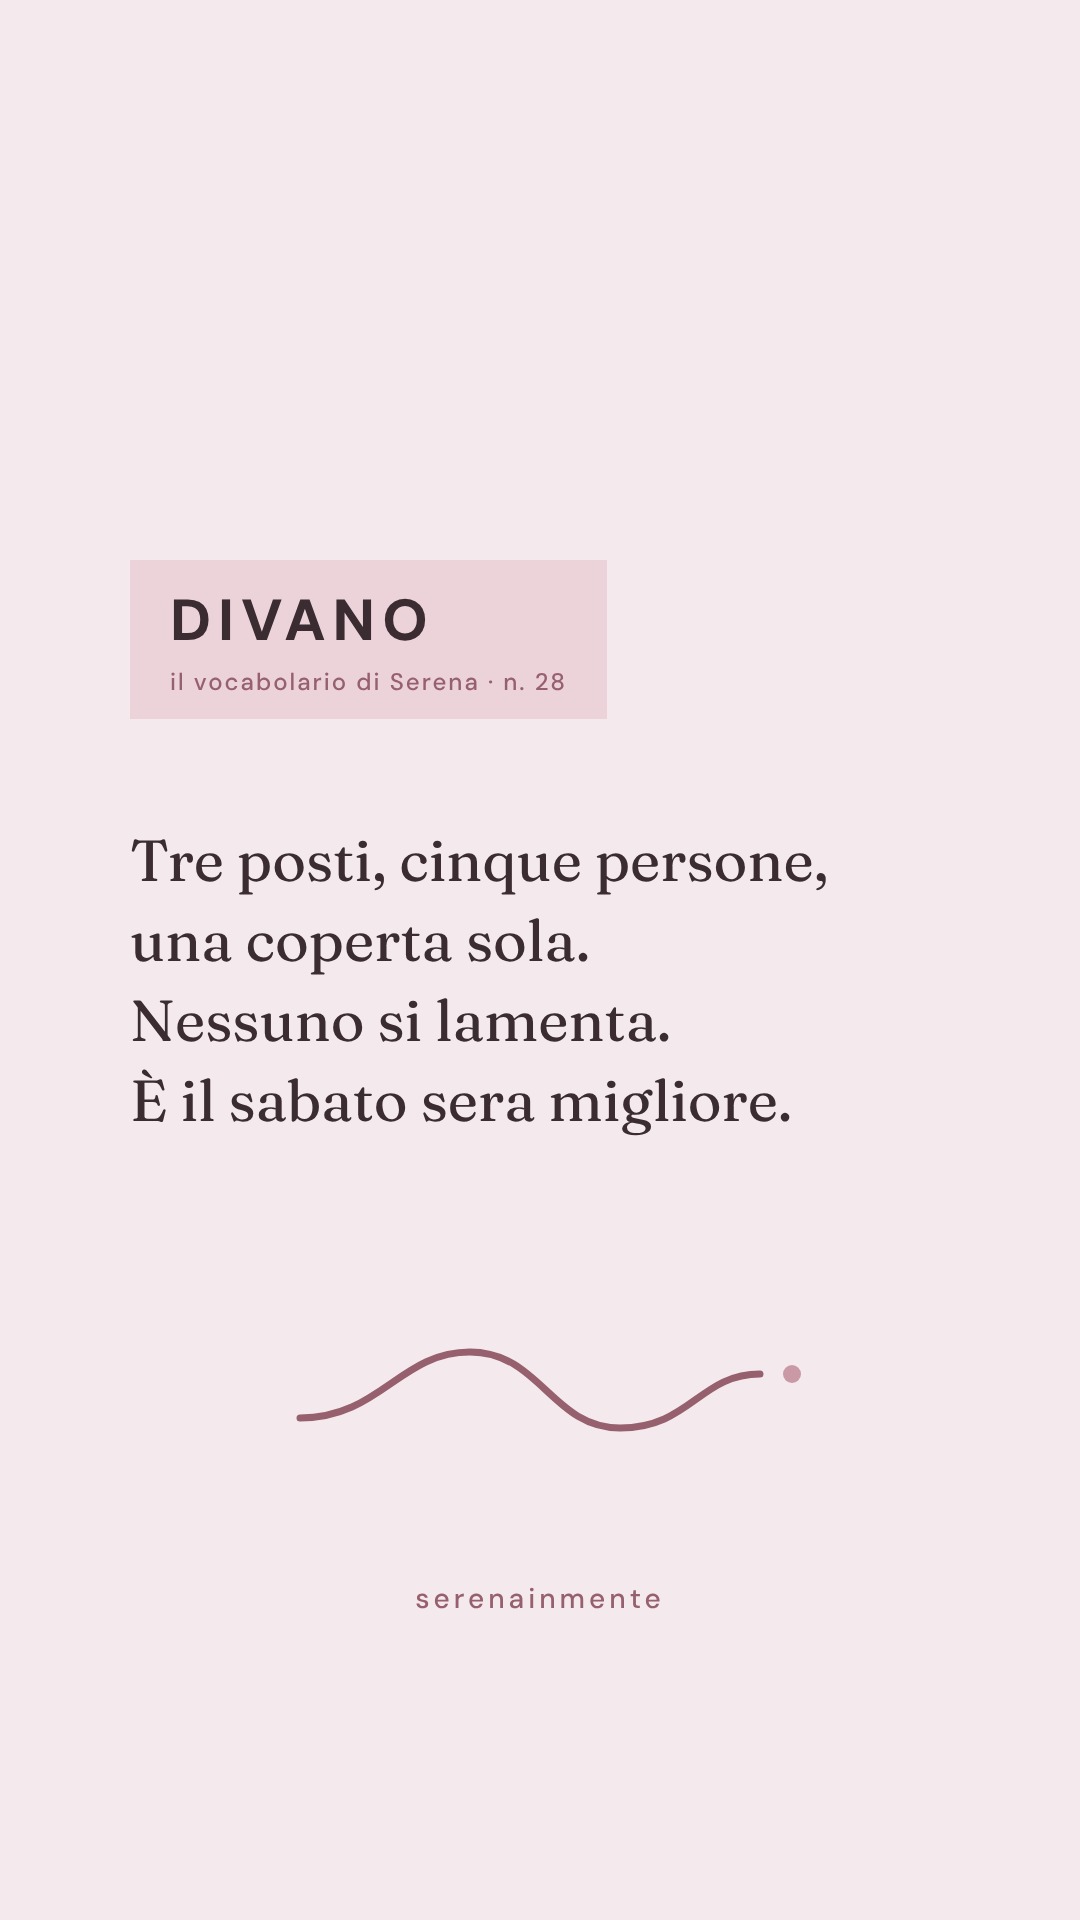 DIVANO
il vocabolario di Serena · n. 28
Tre posti, cinque persone,
una coperta sola.
Nessuno si lamenta.
È il sabato sera migliore.
serenainmente